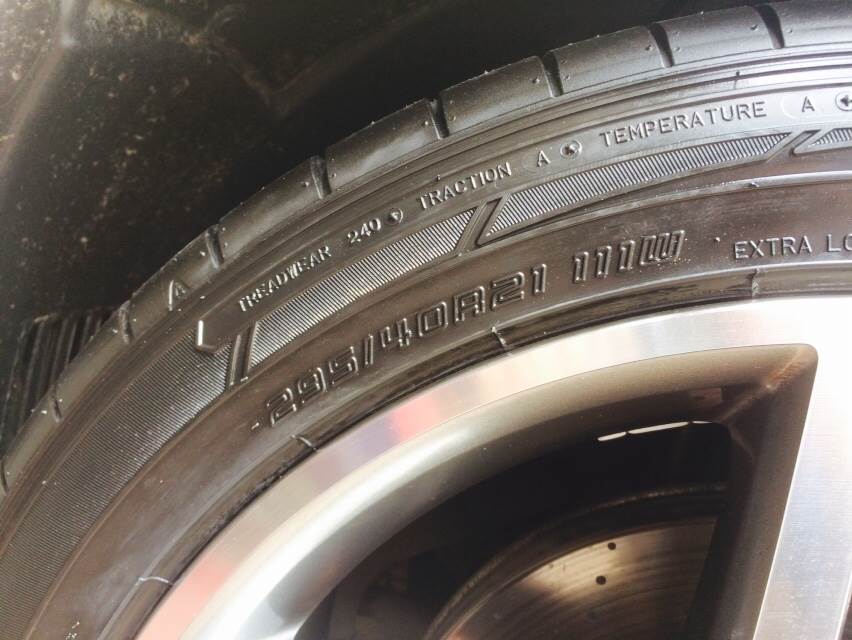 TREADWEAR 240 TRACTION A TEMPERATURE A
295/40R21 111W EXTRA LO
A